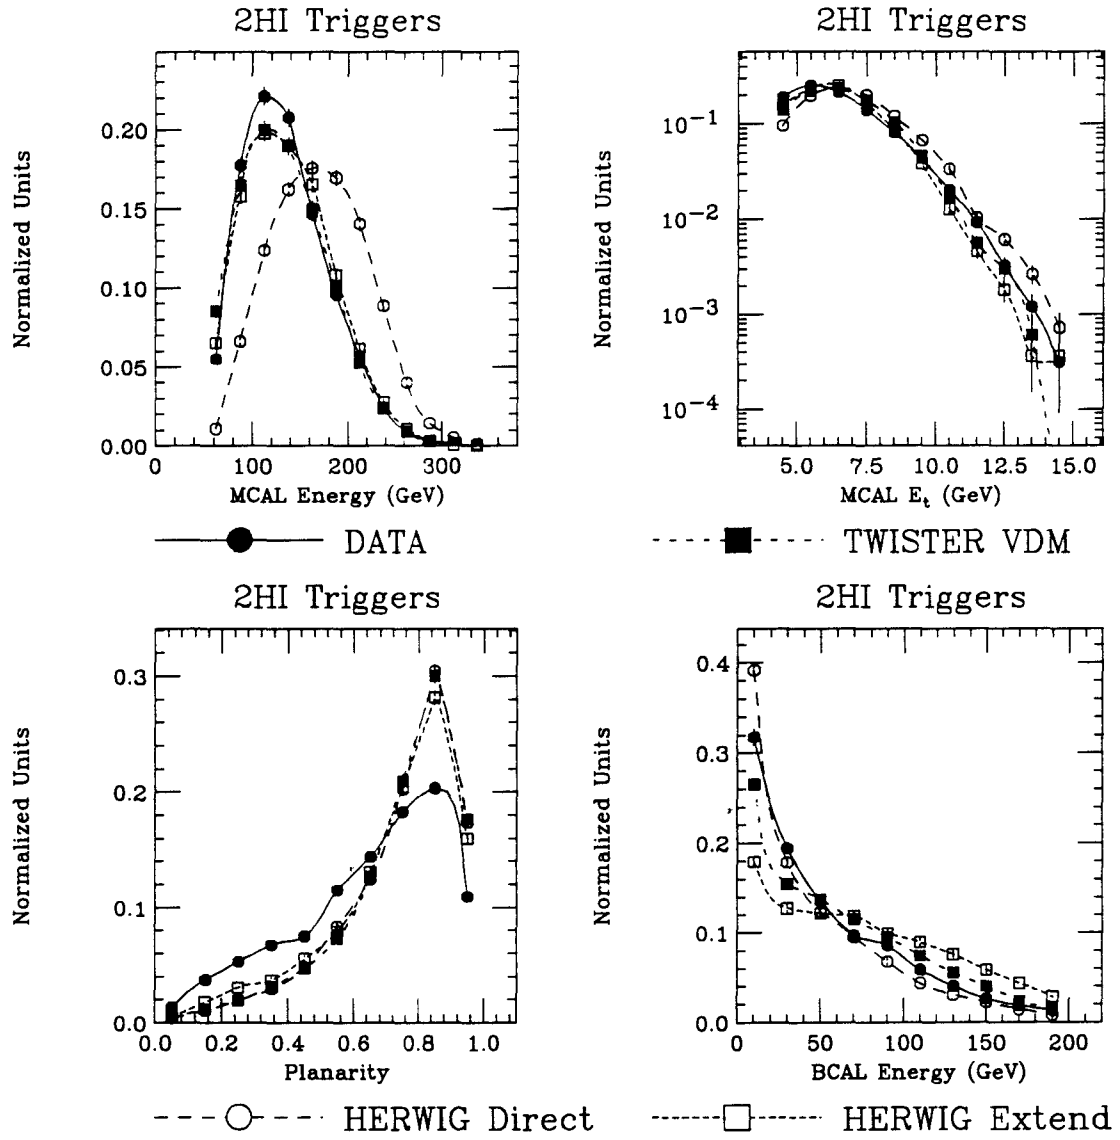 2HI Triggers
Normalized Units
0.20
0.15
0.10
0.05
0.00
0 100 200 300
MCAL Energy (GeV)
2HI Triggers
Normalized Units
10⁻¹
10⁻²
10⁻³
10⁻⁴
5.0 7.5 10.0 12.5 15.0
MCAL Eₜ (GeV)
DATA
TWISTER VDM
2HI Triggers
Normalized Units
0.3
0.2
0.1
0.0
0.0 0.2 0.4 0.6 0.8 1.0
Planarity
2HI Triggers
Normalized Units
0.4
0.3
0.2
0.1
0.0
0 50 100 150 200
BCAL Energy (GeV)
HERWIG Direct
HERWIG Extend